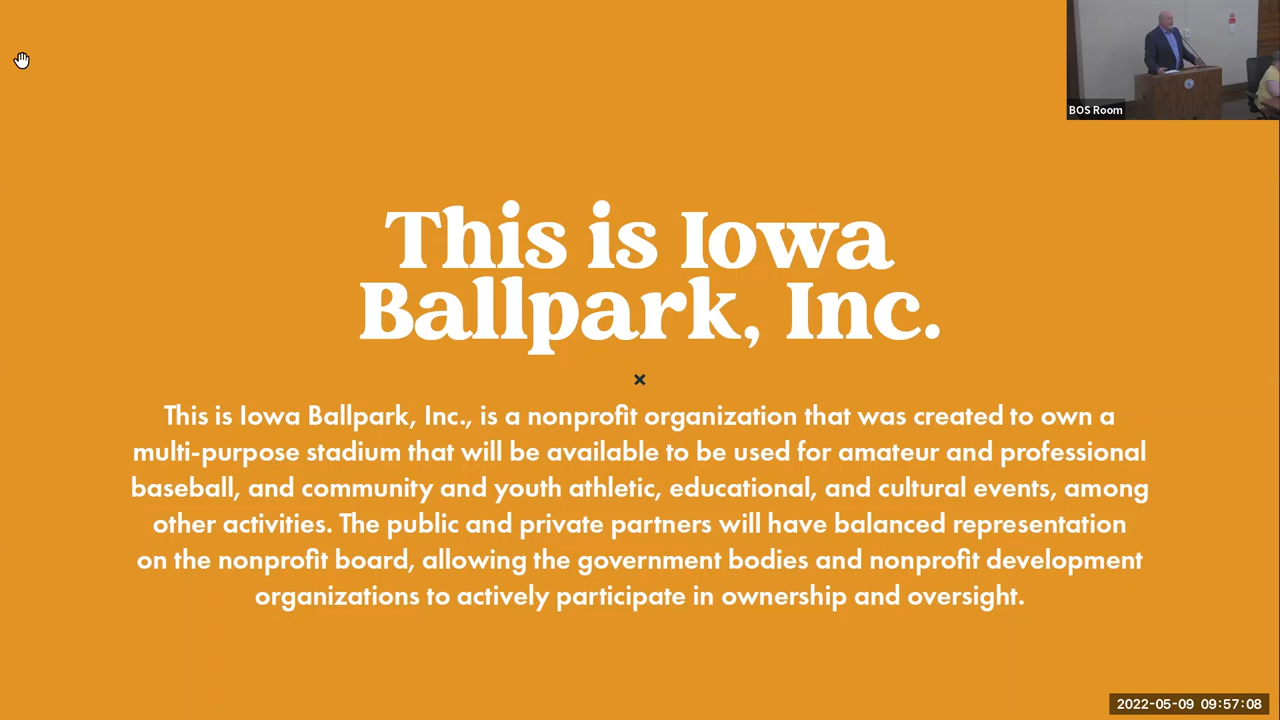 BOS Room
This is Iowa
Ballpark, Inc.
This is Iowa Ballpark, Inc., is a nonprofit organization that was created to own a
multi-purpose stadium that will be available to be used for amateur and professional
baseball, and community and youth athletic, educational, and cultural events, among
other activities. The public and private partners will have balanced representation
on the nonprofit board, allowing the government bodies and nonprofit development
organizations to actively participate in ownership and oversight.
2022-05-09 09:57:08